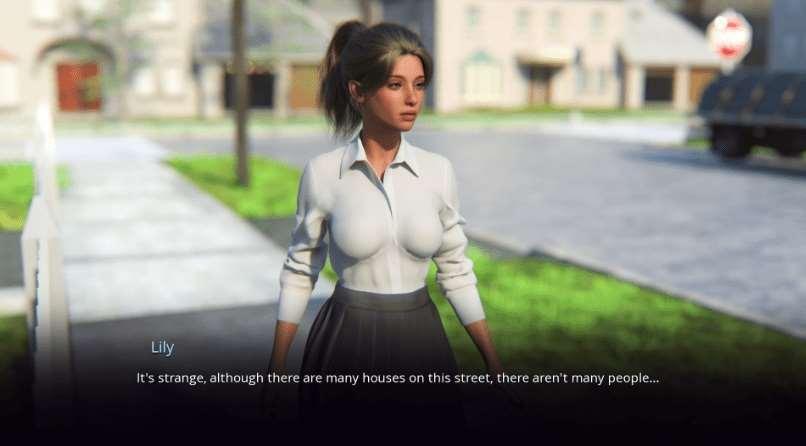 Lily
It's strange, although there are many houses on this street, there aren't many people...